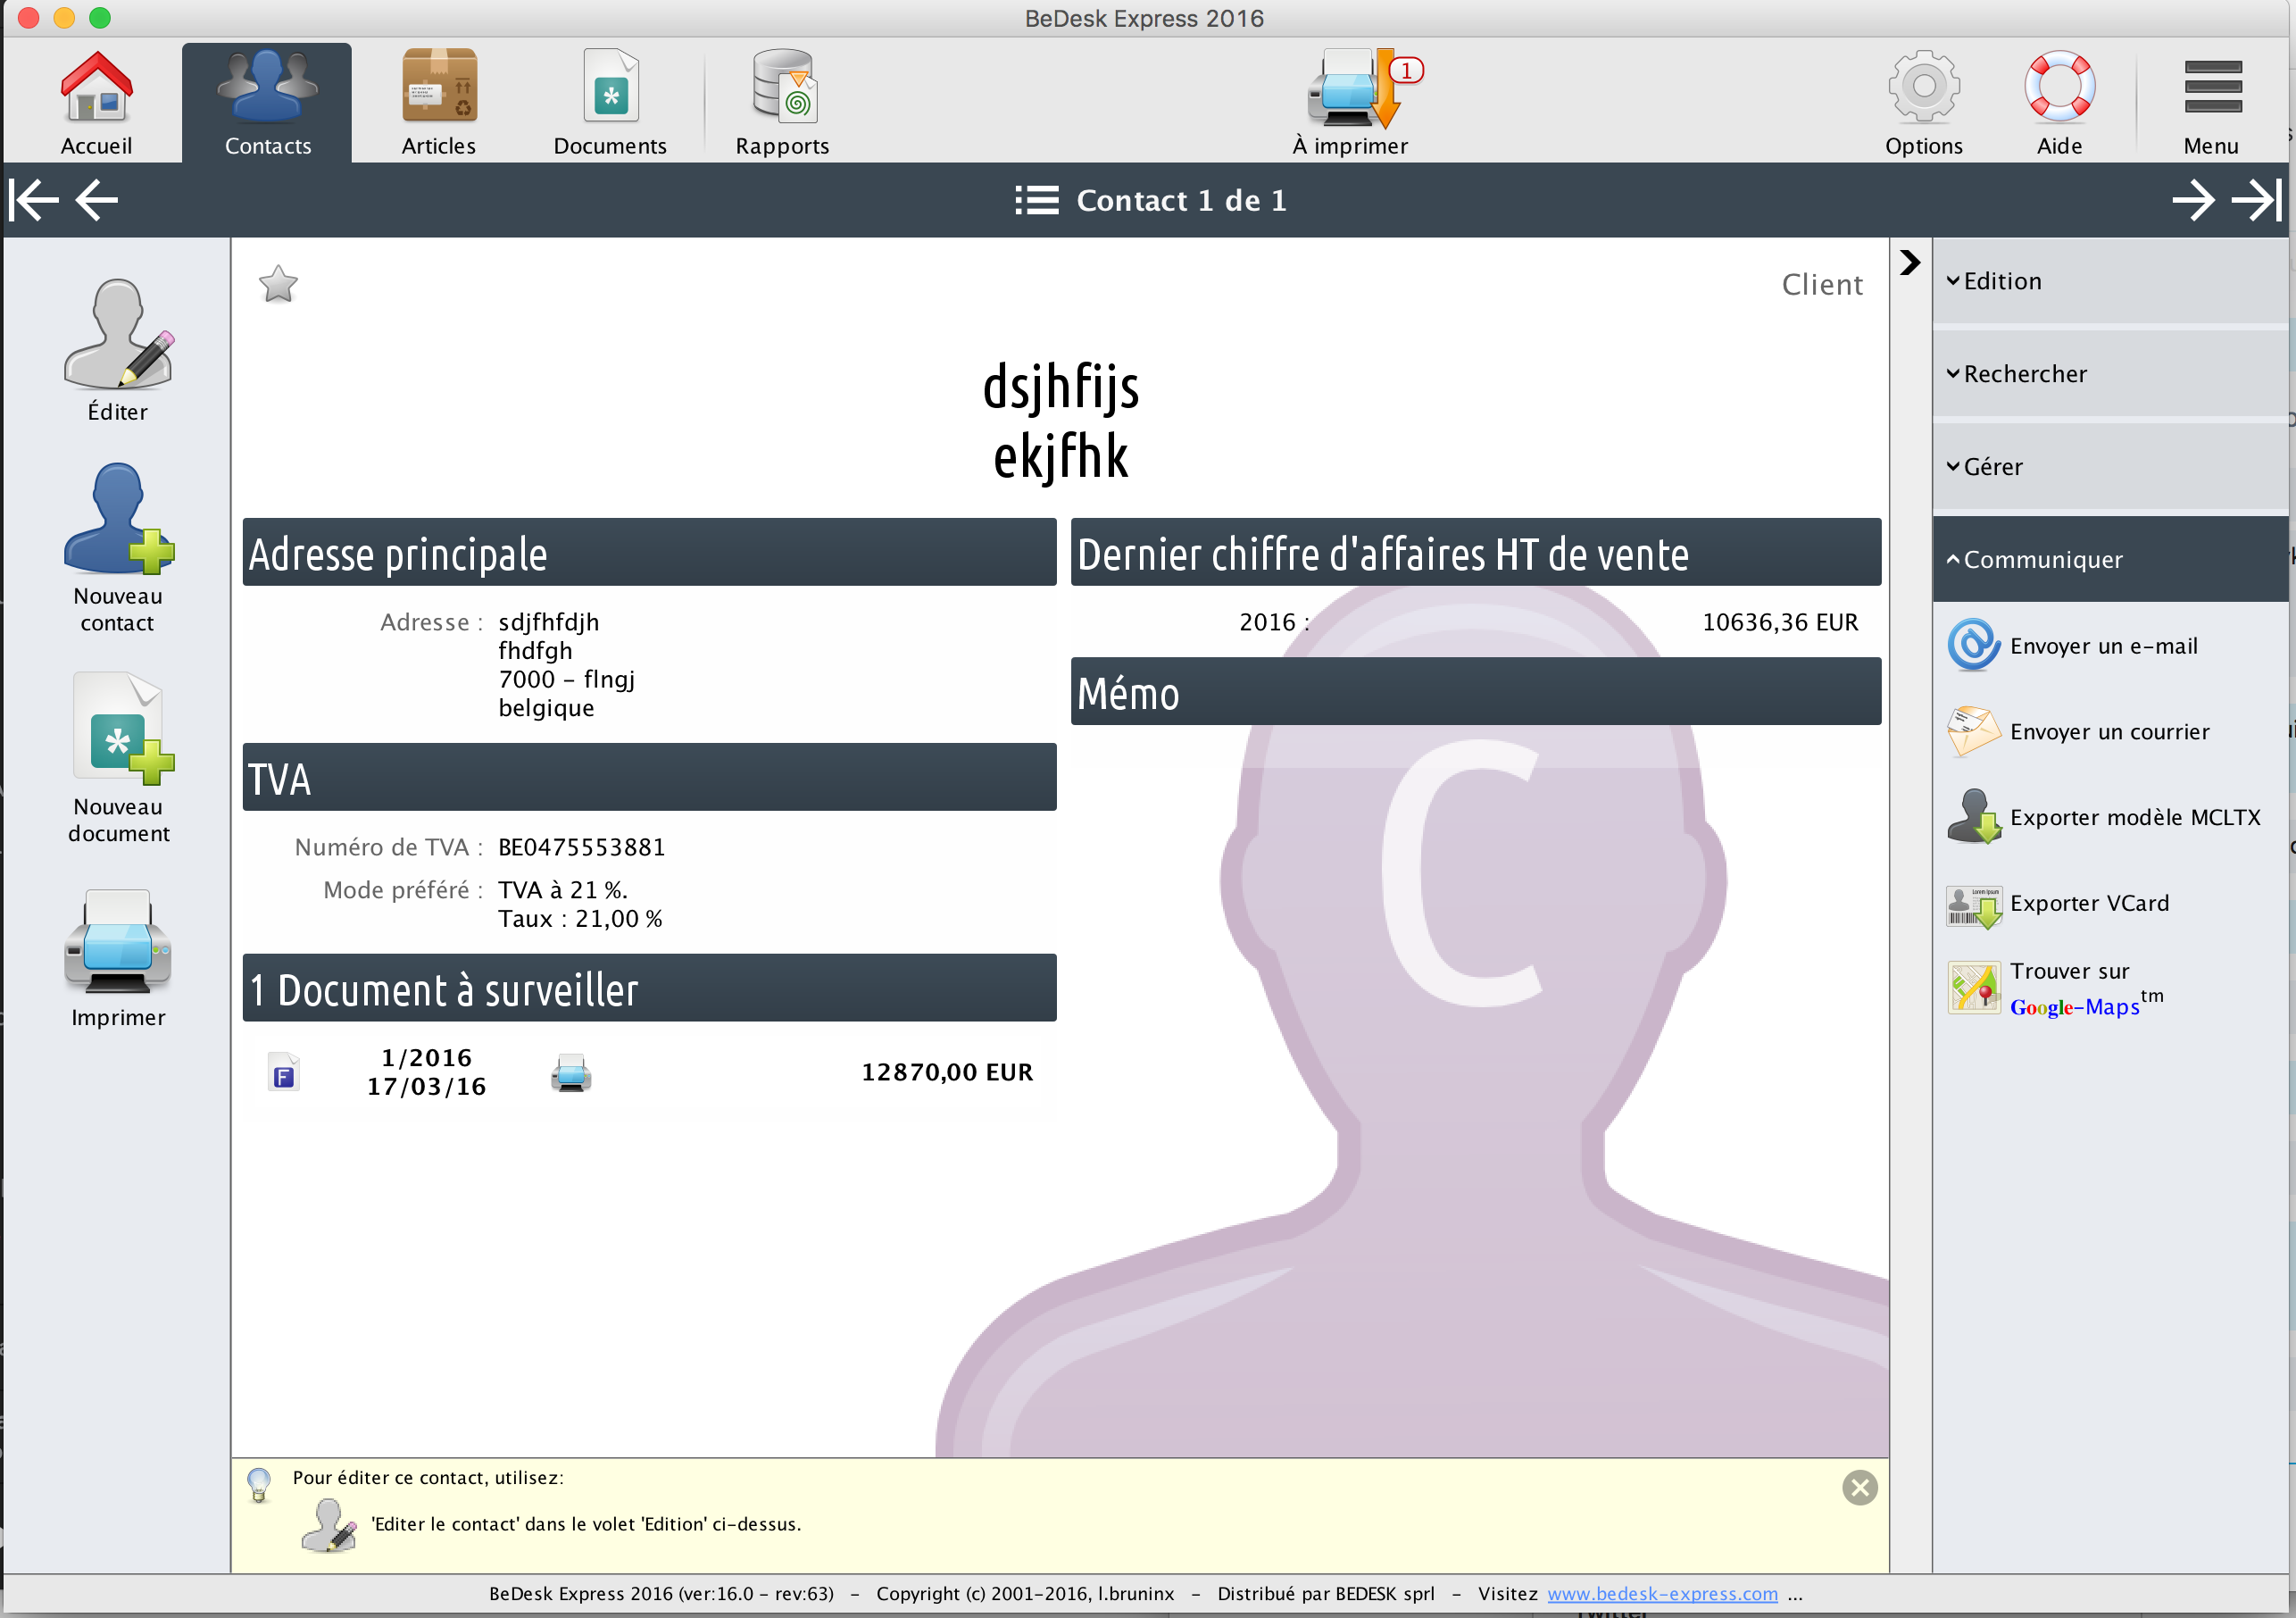 BeDesk Express 2016
Accueil
Contacts
Articles
Documents
Rapports
1
À imprimer
Options
Aide
Menu
Contact 1 de 1
Éditer
Nouveau
contact
Nouveau
document
Imprimer
Client
dsjhfijs
ekjfhk
Adresse principale
Adresse : sdjfhfdjh
fhdfgh
7000 - flngj
belgique
TVA
Numéro de TVA : BE0475553881
Mode préféré : TVA à 21 %.
Taux : 21,00 %
1 Document à surveiller
F
1/2016
17/03/16
12870,00 EUR
Dernier chiffre d'affaires HT de vente
2016 : 10636,36 EUR
Mémo
C
Edition
Rechercher
Gérer
Communiquer
Envoyer un e-mail
Envoyer un courrier
Exporter modèle MCLTX
Exporter VCard
Trouver sur
Google-Maps tm
Pour éditer ce contact, utilisez:
'Editer le contact' dans le volet 'Edition' ci-dessus.
BeDesk Express 2016 (ver:16.0 - rev:63) - Copyright (c) 2001-2016, l.bruninx - Distribué par BEDESK sprl - Visitez www.bedesk-express.com ...